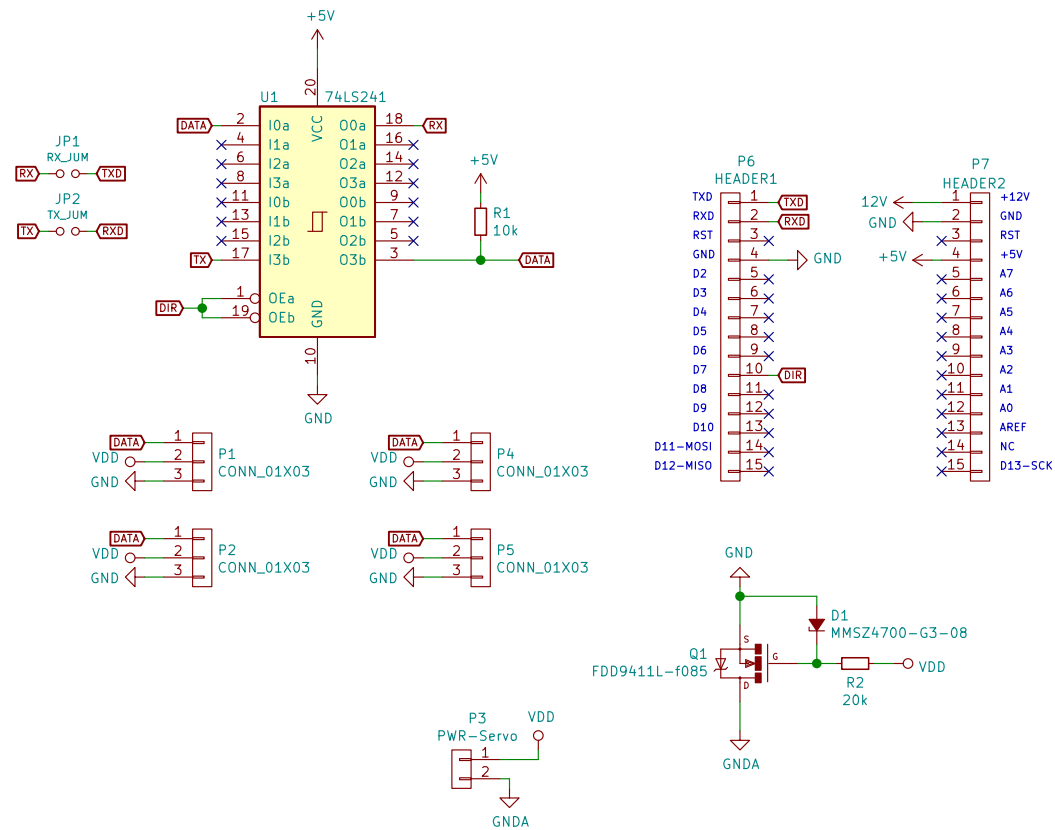 +5V
20
U1 74LS241
VCC
DATA 2 I0a O0a 18 RX
4 I1a O1a 16
6 I2a O2a 14
8 I3a O3a 12
11 I0b O0b 9
13 I1b O1b 7
15 I2b O2b 5
TX 17 I3b O3b 3 DATA
DIR 1 OEa
19 OEb
GND
10
GND
JP1
RX_JUM
RX TXD
JP2
TX_JUM
TX RXD
+5V
R1
10k
P6
HEADER1
TXD 1 TXD
RXD 2 RXD
RST 3
GND 4 GND
D2 5
D3 6
D4 7
D5 8
D6 9
D7 10 DIR
D8 11
D9 12
D10 13
D11-MOSI 14
D12-MISO 15
P7
HEADER2
12V 1 +12V
GND 2 GND
3 RST
+5V 4 +5V
5 A7
6 A6
7 A5
8 A4
9 A3
10 A2
11 A1
12 A0
13 AREF
14 NC
15 D13-SCK
DATA 1
VDD 2
GND 3
P1
CONN_01X03
DATA 1
VDD 2
GND 3
P4
CONN_01X03
DATA 1
VDD 2
GND 3
P2
CONN_01X03
DATA 1
VDD 2
GND 3
P5
CONN_01X03
GND
D1
MMSZ4700-G3-08
S
G
D
Q1
FDD9411L-f085
R2
20k
VDD
GNDA
P3
PWR-Servo
VDD
1
2
GNDA